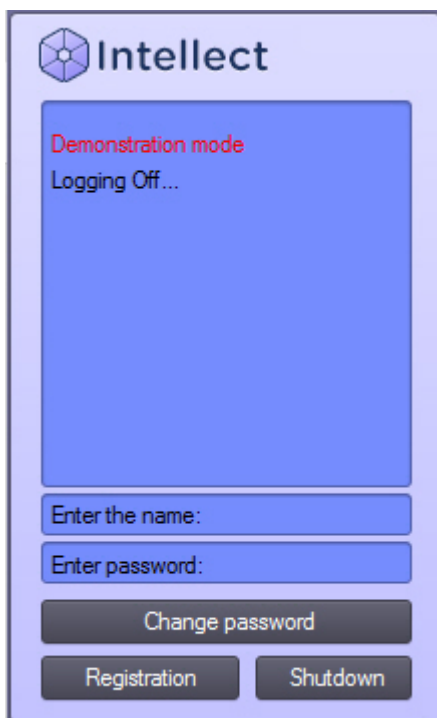 Intellect
Demonstration mode
Logging Off...
Enter the name:
Enter password:
Change password
Registration
Shutdown